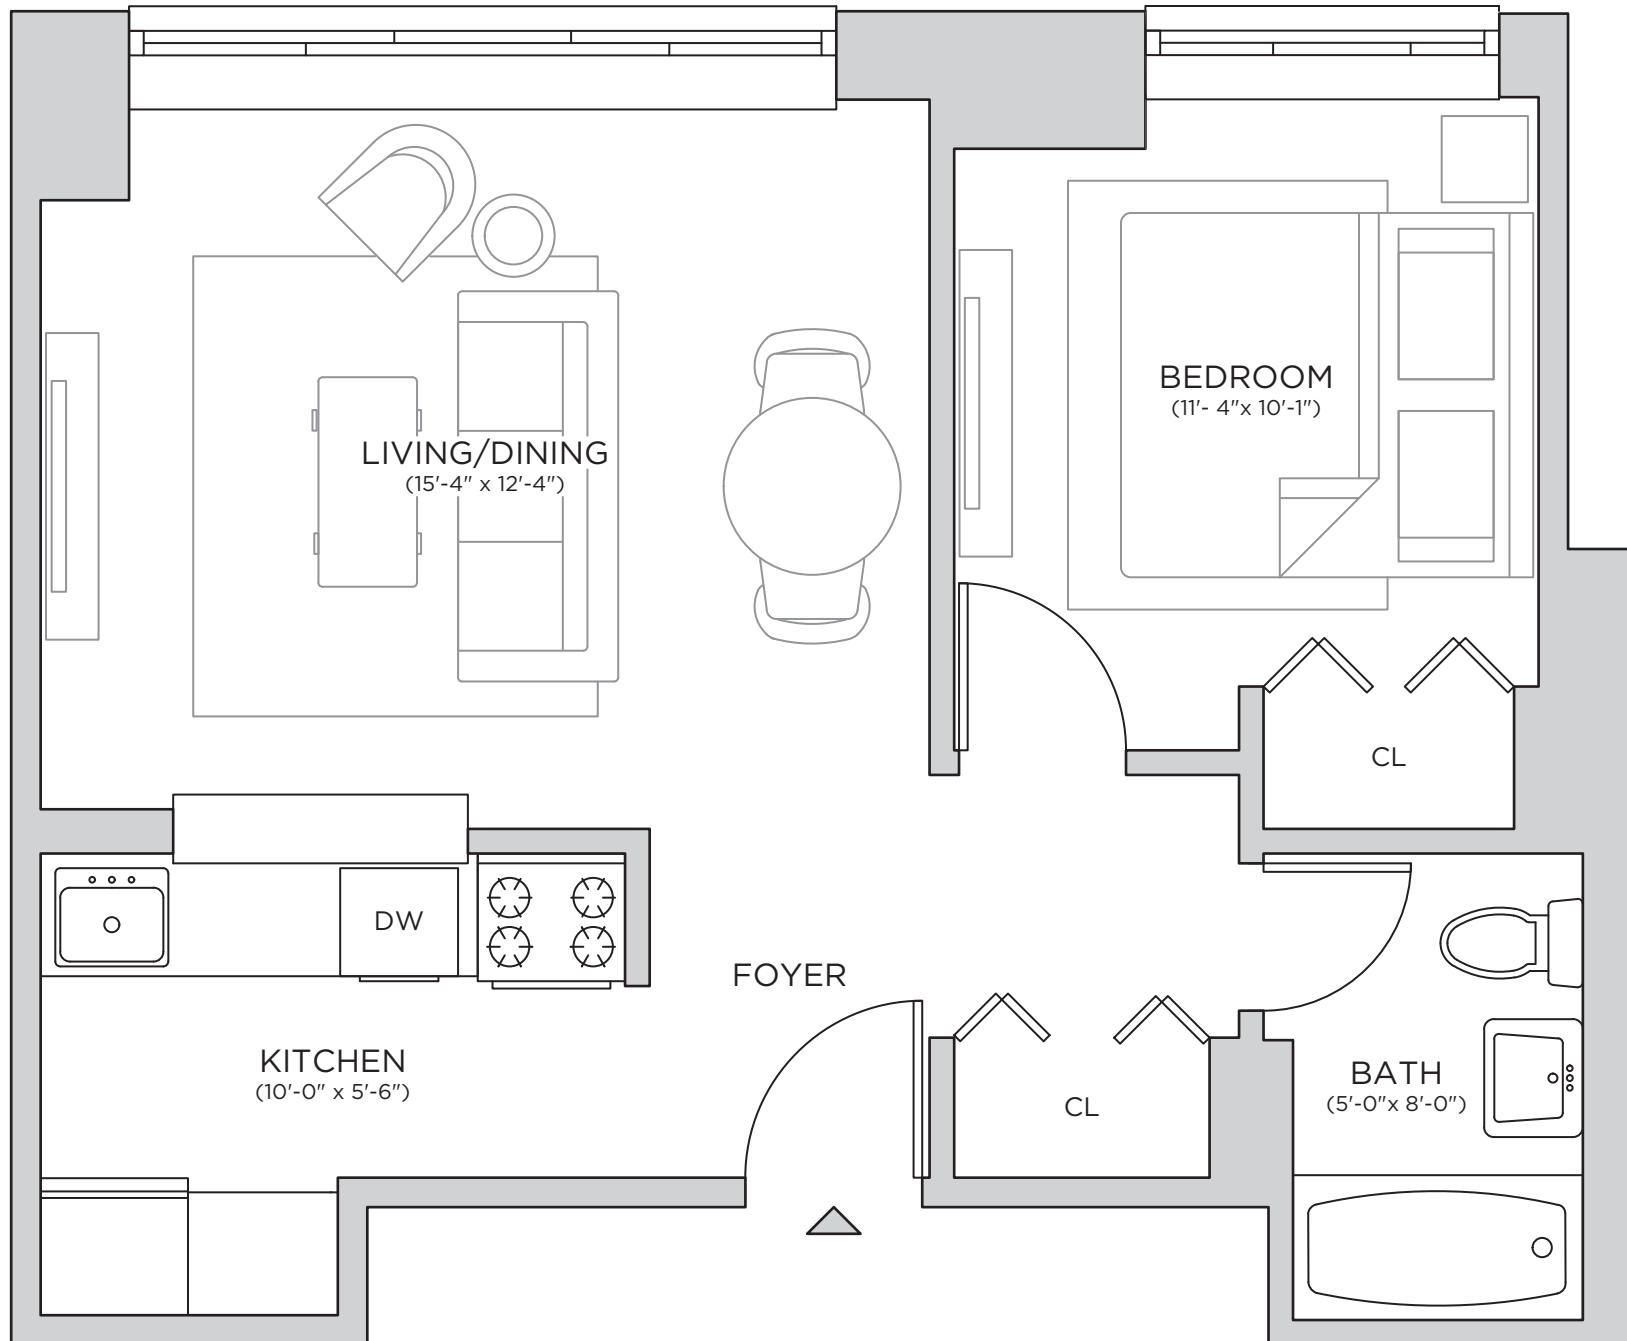 BEDROOM
(11'- 4"x 10'-1")
LIVING/DINING
(15'-4" x 12'-4")
CL
DW
FOYER
KITCHEN
(10'-0" x 5'-6")
BATH
(5'-0"x 8'-0")
CL